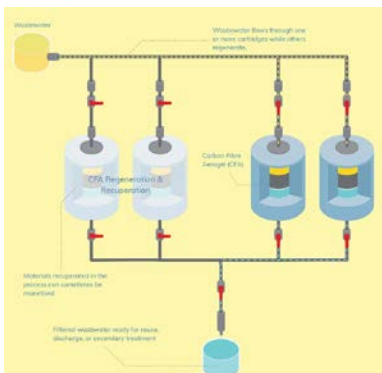 Wastewater
Wastewater flows through one
or more cartridges while others
regenerate.
Carbon Fibre
Aerogel (CFA)
CFA Regeneration &
Recuperation
Materials recuperated in the
process can sometimes be
monetized
Filtered wastewater ready for reuse,
discharge, or secondary treatment